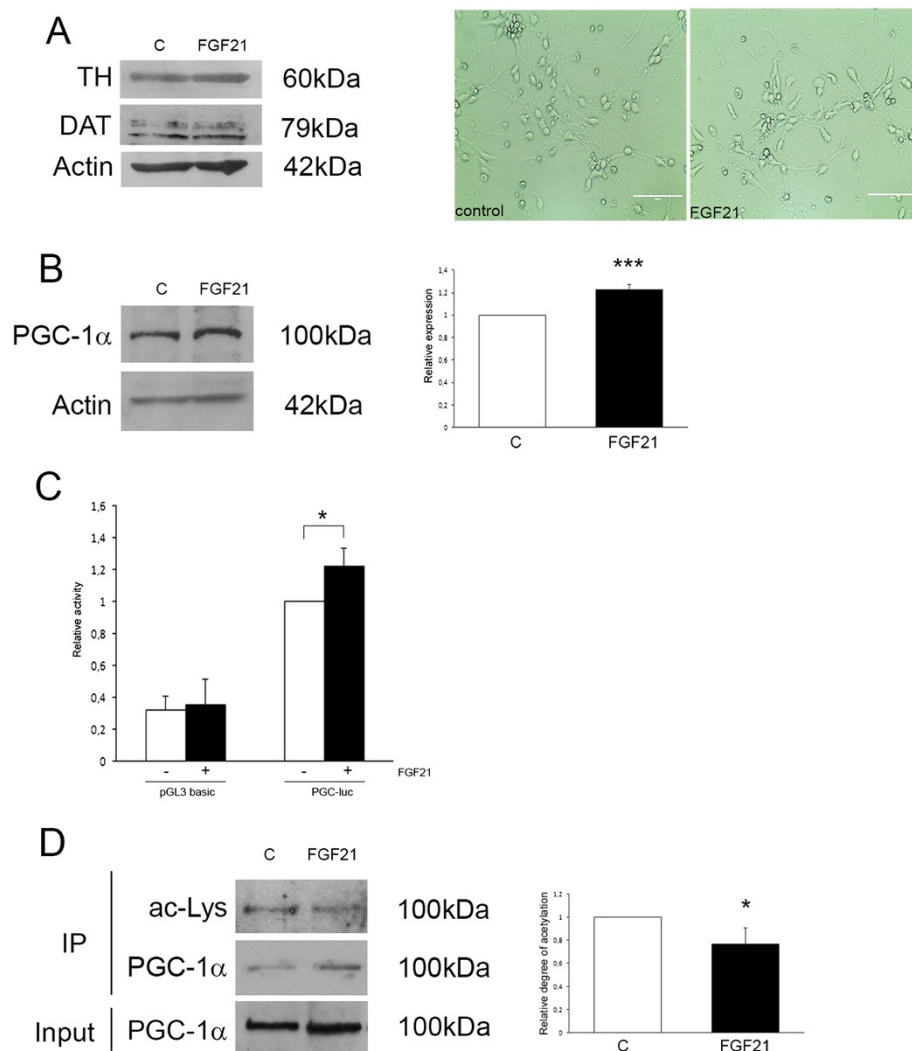 A
C FGF21
TH 60kDa
DAT 79kDa
Actin 42kDa
control
FGF21
B
C FGF21
PGC-1α 100kDa
Actin 42kDa
***
Relative expression
1,4
1,2
1
0,8
0,6
0,4
0,2
0
C FGF21
C
1,6
1,4
1,2
1
0,8
0,6
0,4
0,2
0
Relative activity
*
- + - + FGF21
pGL3 basic PGC-luc
D
C FGF21
IP
ac-Lys 100kDa
PGC-1α 100kDa
Input PGC-1α 100kDa
*
Relative degree of acetylation
1,2
1
0,8
0,6
0,4
0,2
0
C FGF21